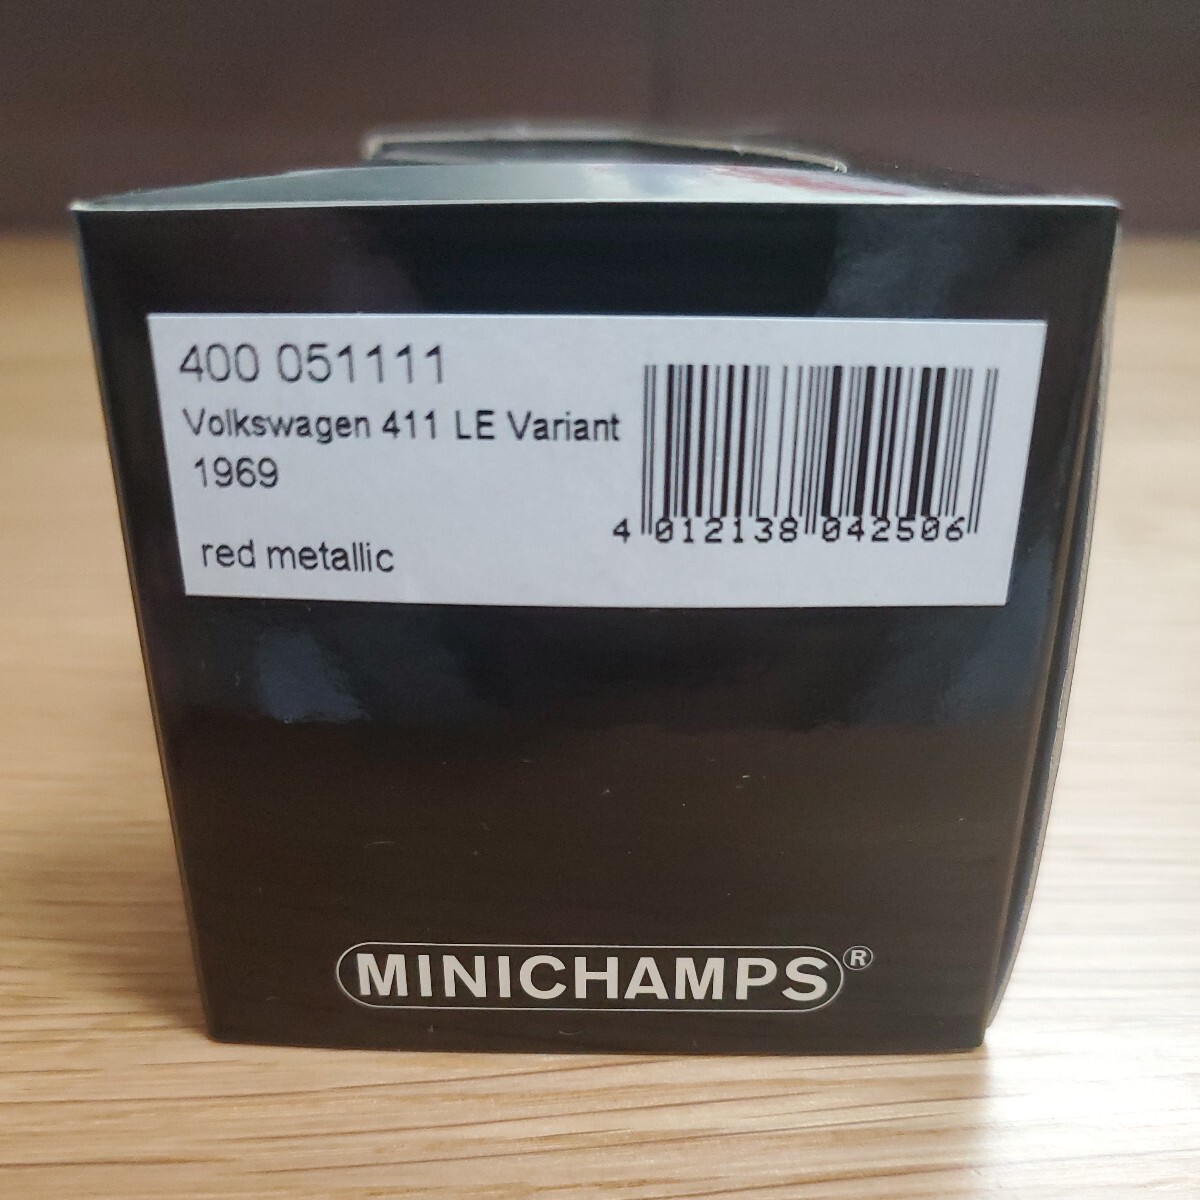 400 051111
Volkswagen 411 LE Variant
1969
red metallic
4 012138 042506
MINICHAMPS®